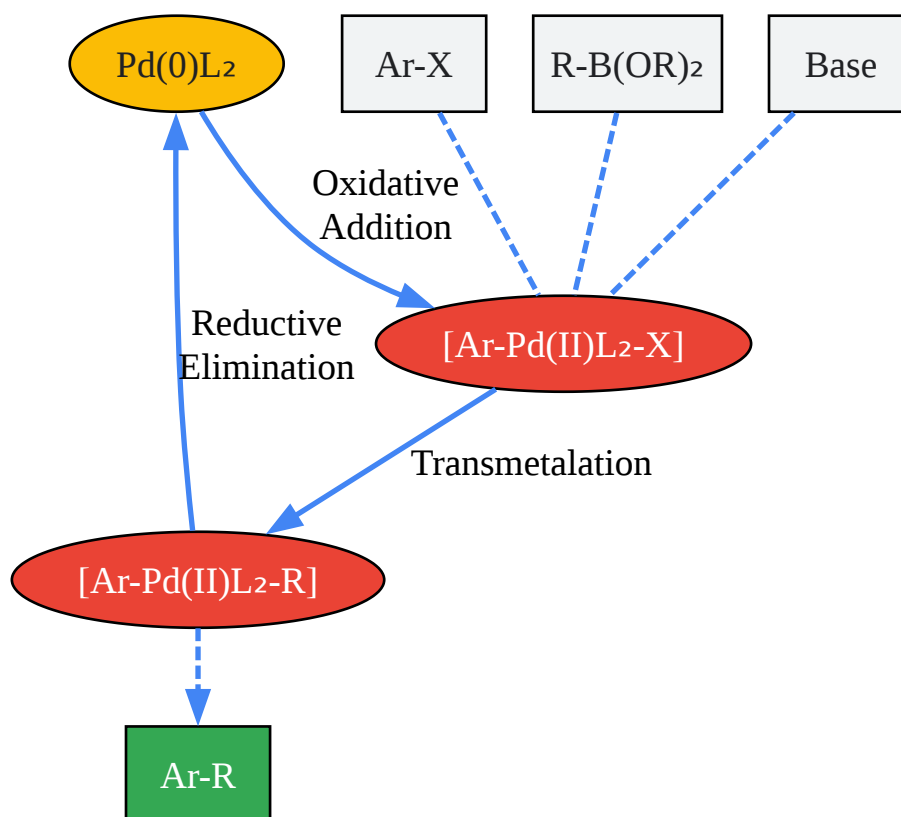 Pd(0)L₂
Ar-X
R-B(OR)₂
Base
Oxidative
Addition
Reductive
Elimination
[Ar-Pd(II)L₂-X]
Transmetalation
[Ar-Pd(II)L₂-R]
Ar-R